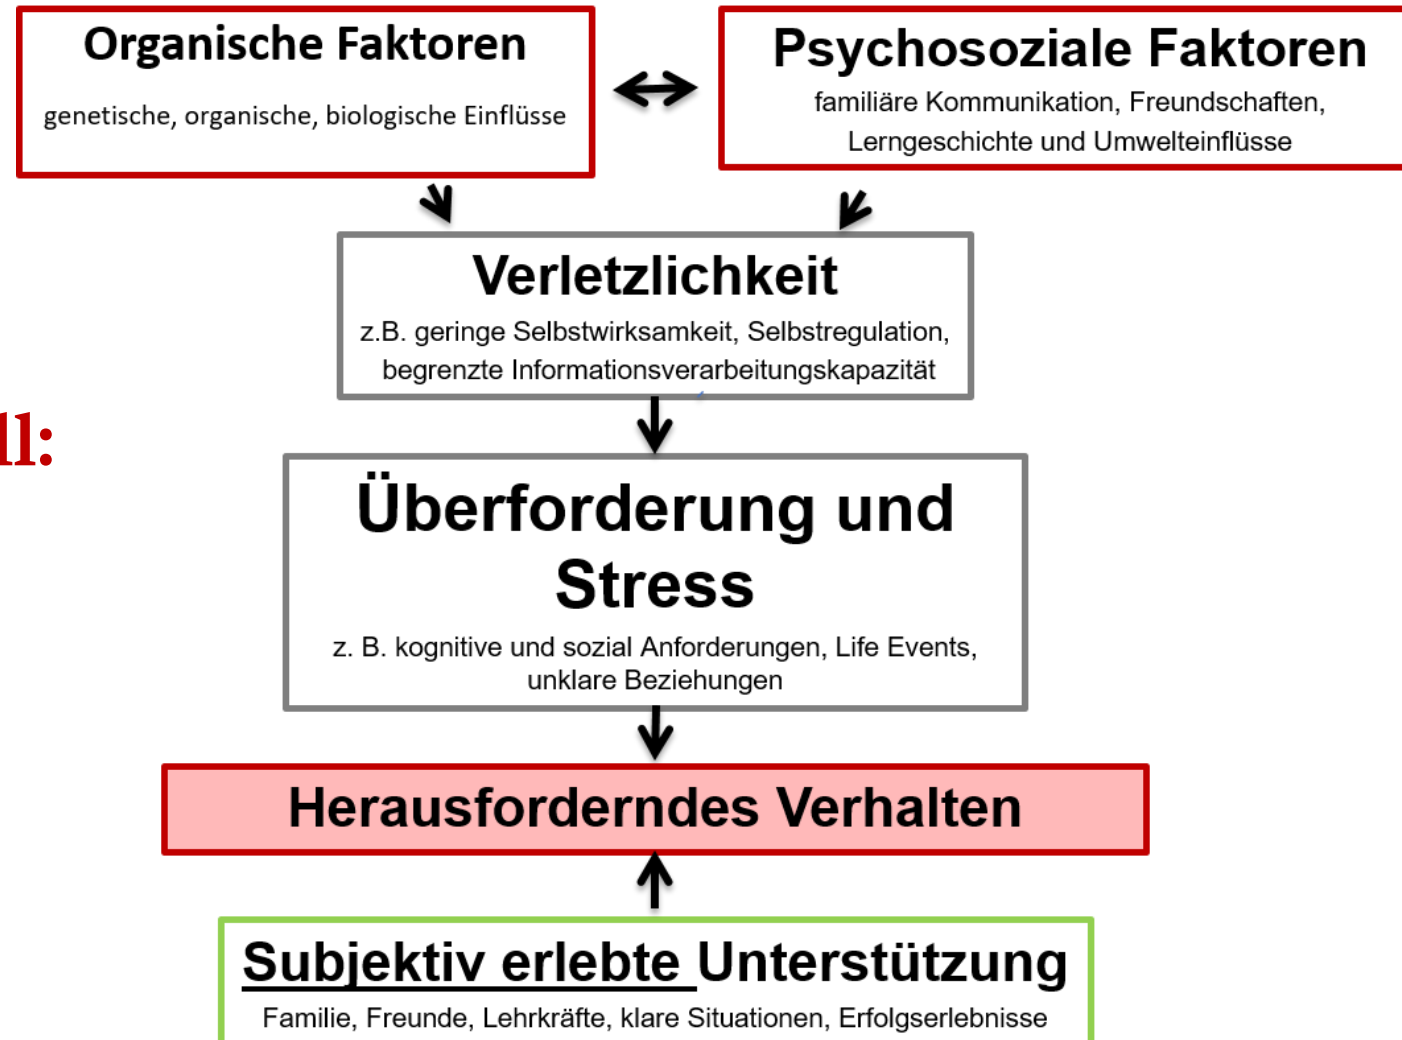 Organische Faktoren
genetische, organische, biologische Einflüsse
Psychosoziale Faktoren
familiäre Kommunikation, Freundschaften,
Lerngeschichte und Umwelteinflüsse
Verletzlichkeit
z.B. geringe Selbstwirksamkeit, Selbstregulation,
begrenzte Informationsverarbeitungskapazität
ll:
Überforderung und
Stress
z. B. kognitive und sozial Anforderungen, Life Events,
unklare Beziehungen
Herausforderndes Verhalten
Subjektiv erlebte Unterstützung
Familie, Freunde, Lehrkräfte, klare Situationen, Erfolgserlebnisse